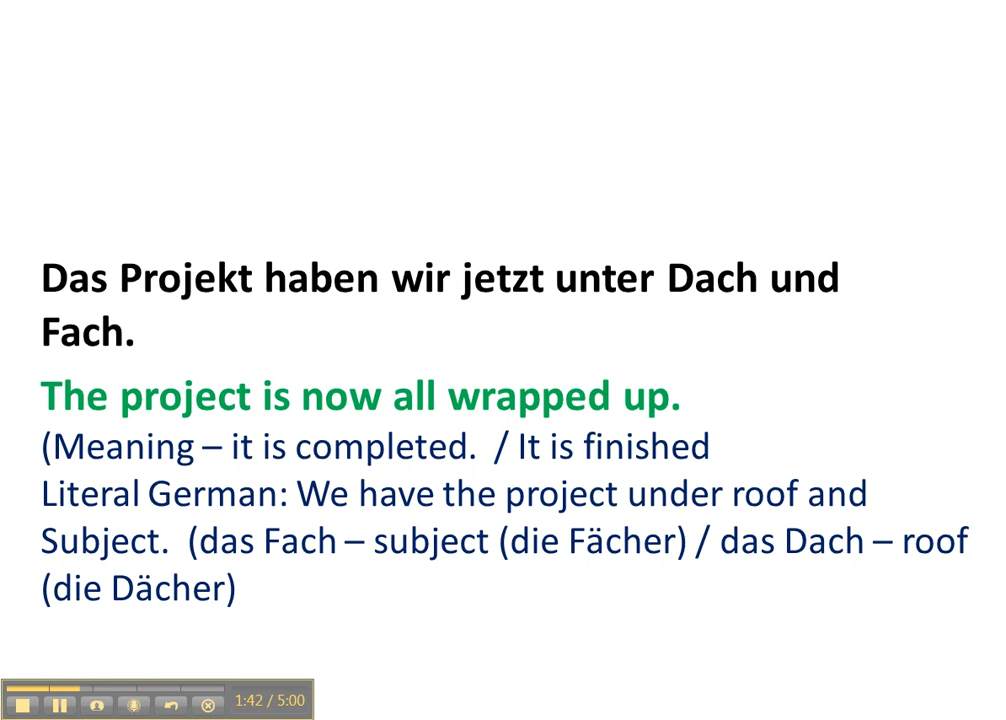 Das Projekt haben wir jetzt unter Dach und
Fach.
The project is now all wrapped up.
(Meaning – it is completed.  / It is finished
Literal German: We have the project under roof and
Subject.  (das Fach – subject (die Fächer) / das Dach – roof
(die Dächer)
1:42 / 5:00